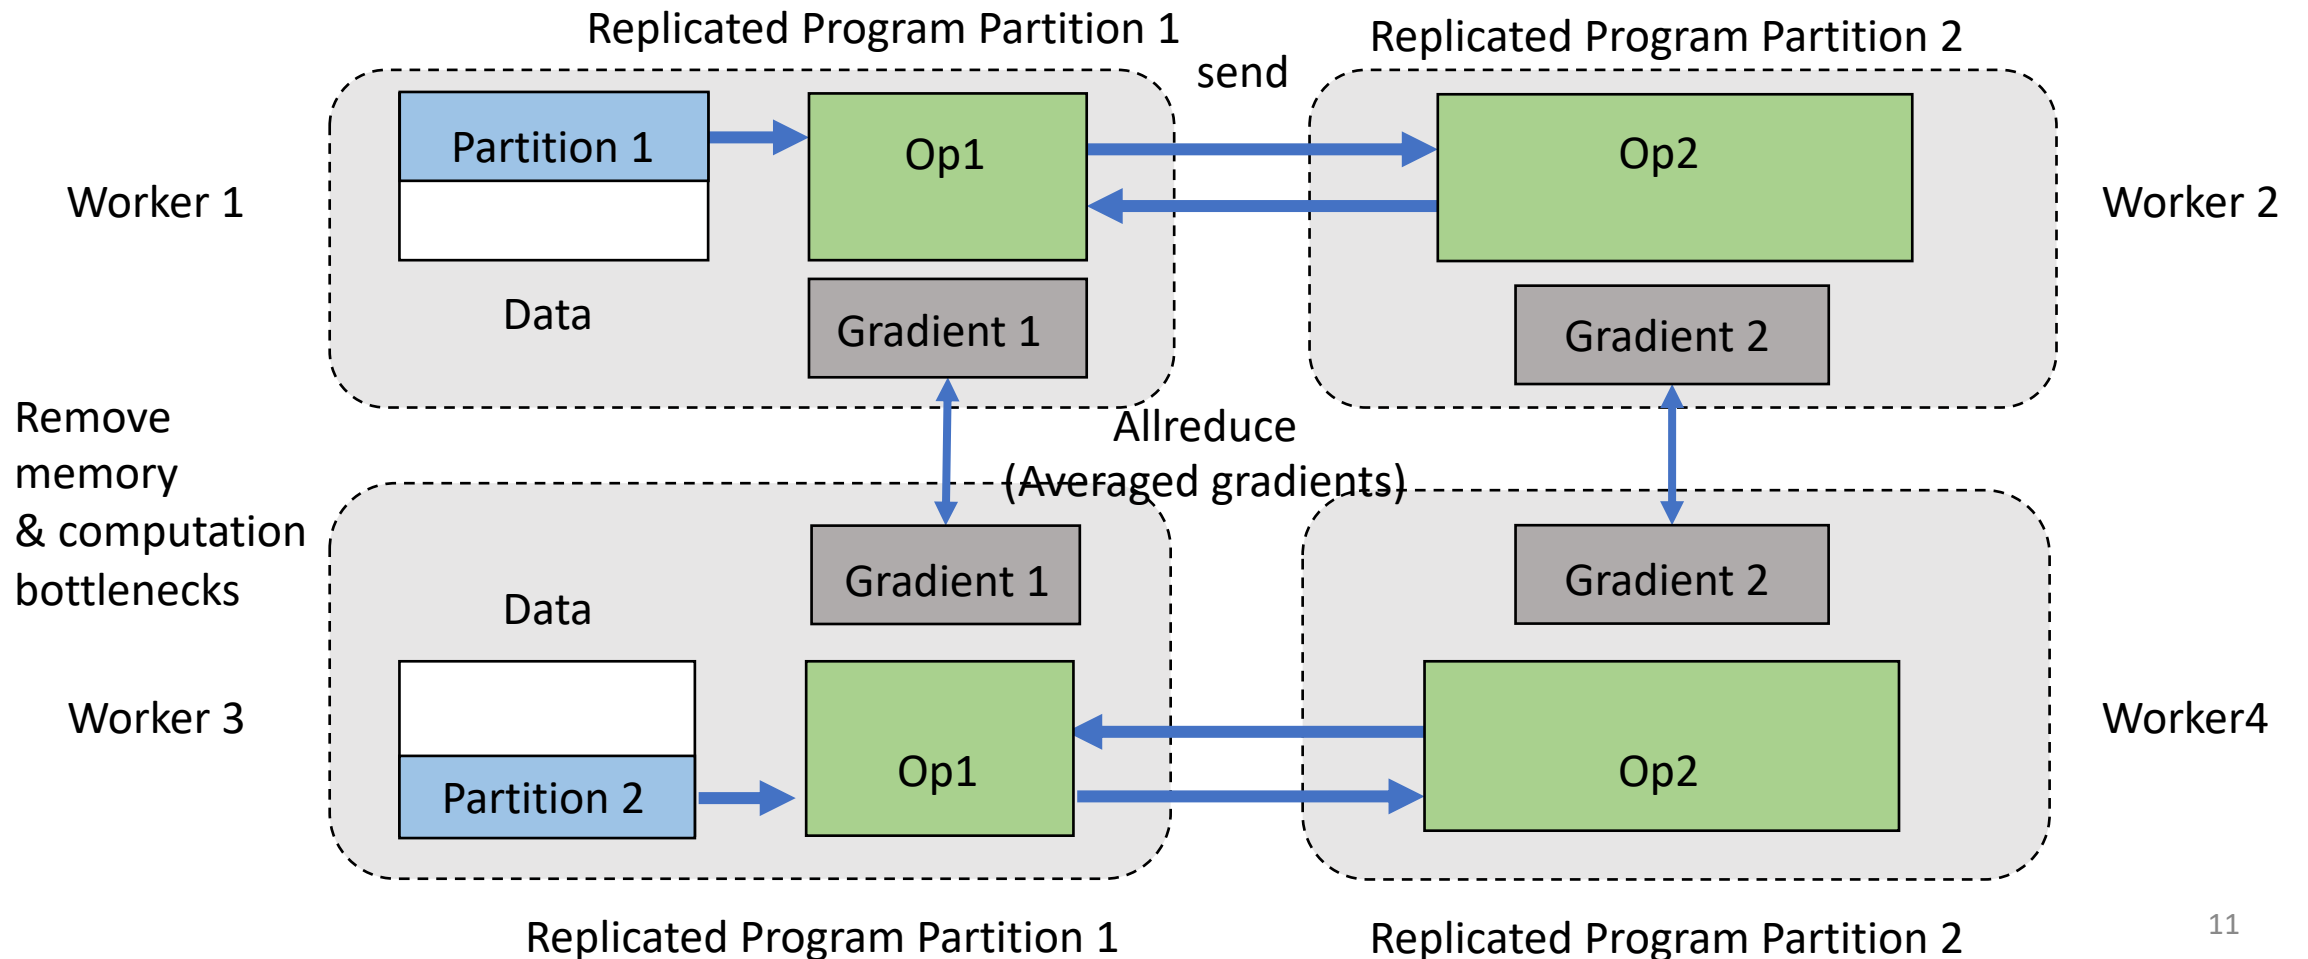 Replicated Program Partition 1
Replicated Program Partition 2
send
Partition 1
Op1
Op2
Worker 1
Worker 2
Data
Gradient 1
Gradient 2
Remove
memory
& computation
bottlenecks
Allreduce
(Averaged gradients)
Data
Gradient 1
Gradient 2
Worker 3
Partition 2
Op1
Op2
Worker4
Replicated Program Partition 1
Replicated Program Partition 2
11